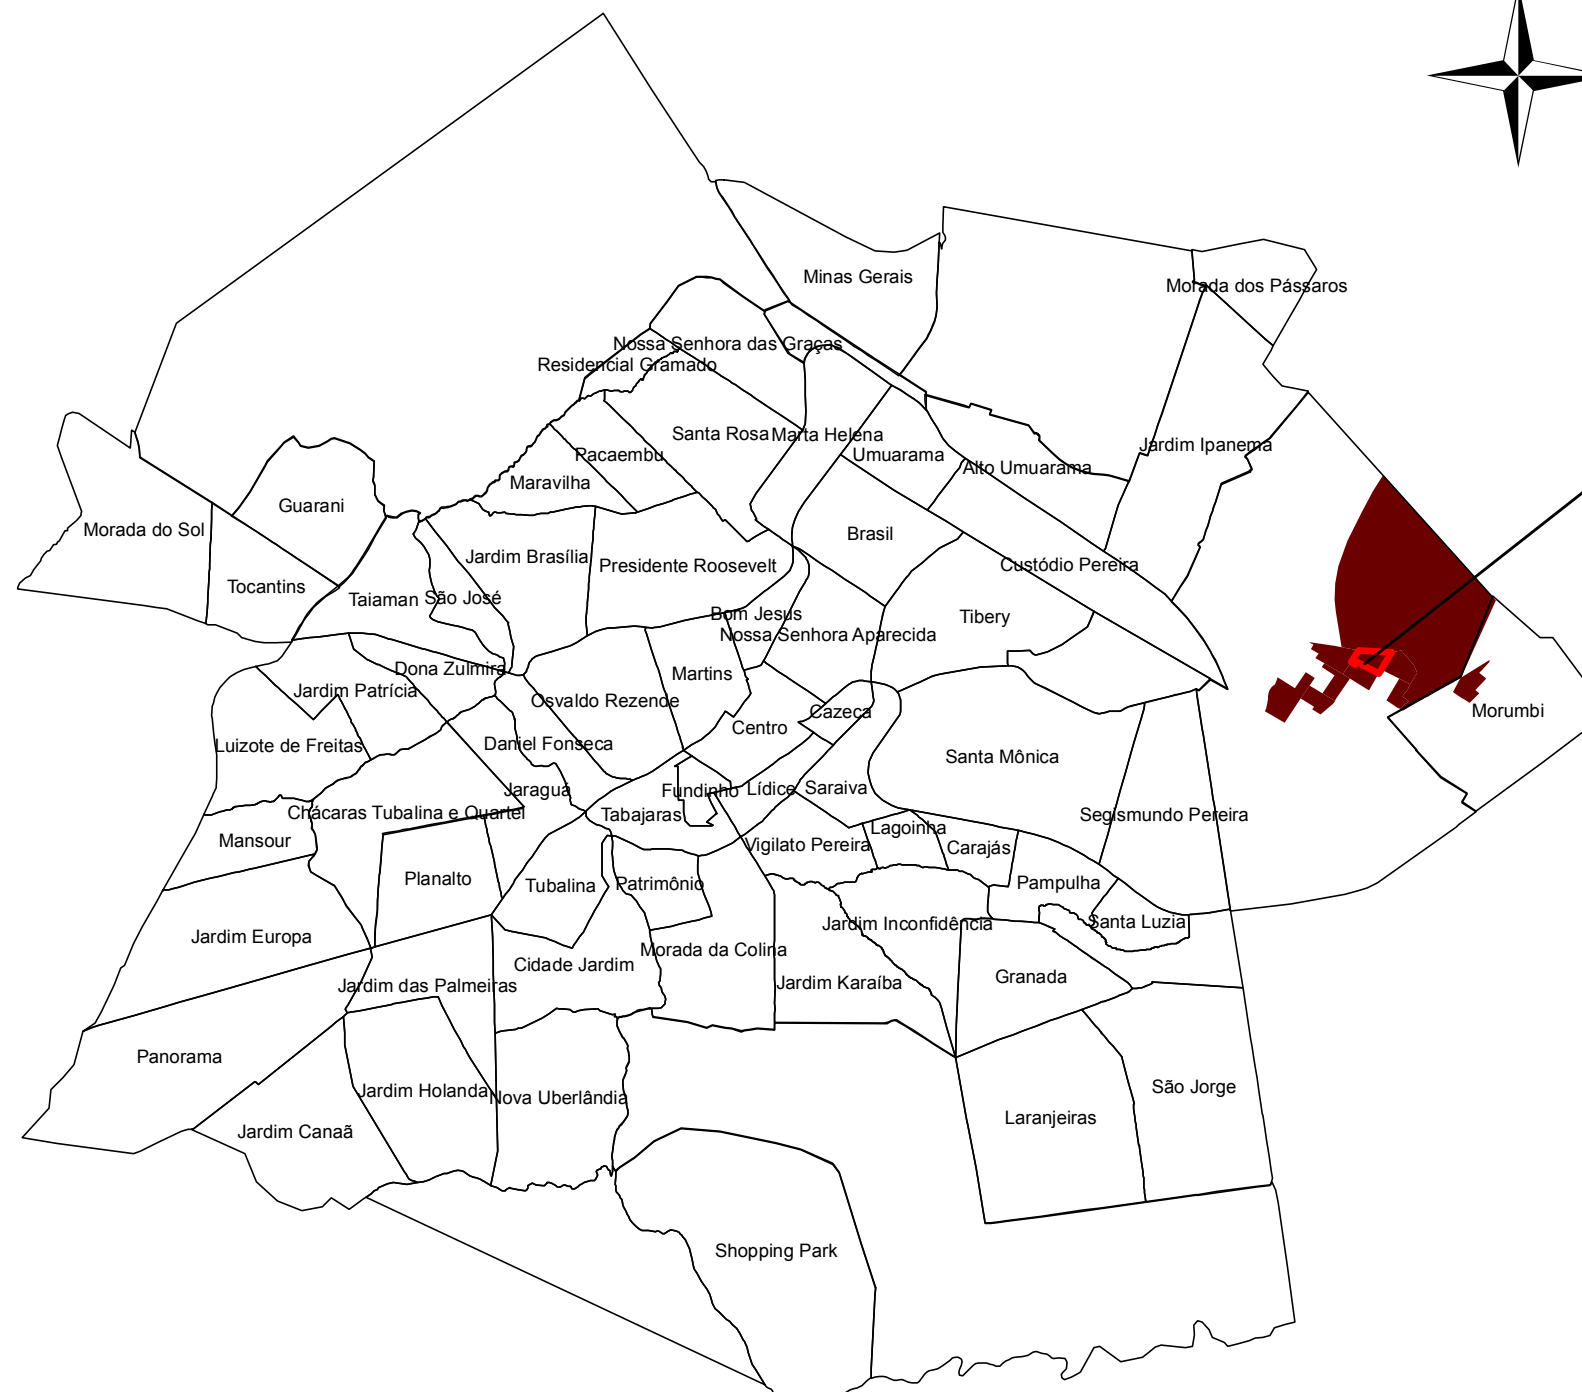 Minas Gerais
Morada dos Pássaros
Nossa Senhora das Graças
Residencial Gramado
Santa Rosa
Marta Helena
Jardim Ipanema
Pacaembu
Umuarama
Alto Umuarama
Maravilha
Guarani
Morada do Sol
Brasil
Jardim Brasília
Presidente Roosevelt
Custódio Pereira
Tocantins
Taiaman
São José
Bom Jesus
Tibery
Nossa Senhora Aparecida
Dona Zulmira
Martins
Jardim Patrícia
Osvaldo Rezende
Cazeca
Morumbi
Centro
Luizote de Freitas
Daniel Fonseca
Santa Mônica
Jaraguá
Fundinho
Lídice
Saraiva
Chácaras Tubalina e Quartel
Tabajaras
Segismundo Pereira
Lagoinha
Mansour
Vigilato Pereira
Carajás
Planalto
Tubalina
Patrimônio
Pampulha
Jardim Inconfidência
Santa Luzia
Jardim Europa
Morada da Colina
Cidade Jardim
Granada
Jardim das Palmeiras
Jardim Karaíba
Panorama
São Jorge
Jardim Holanda
Nova Uberlândia
Laranjeiras
Jardim Canaã
Shopping Park